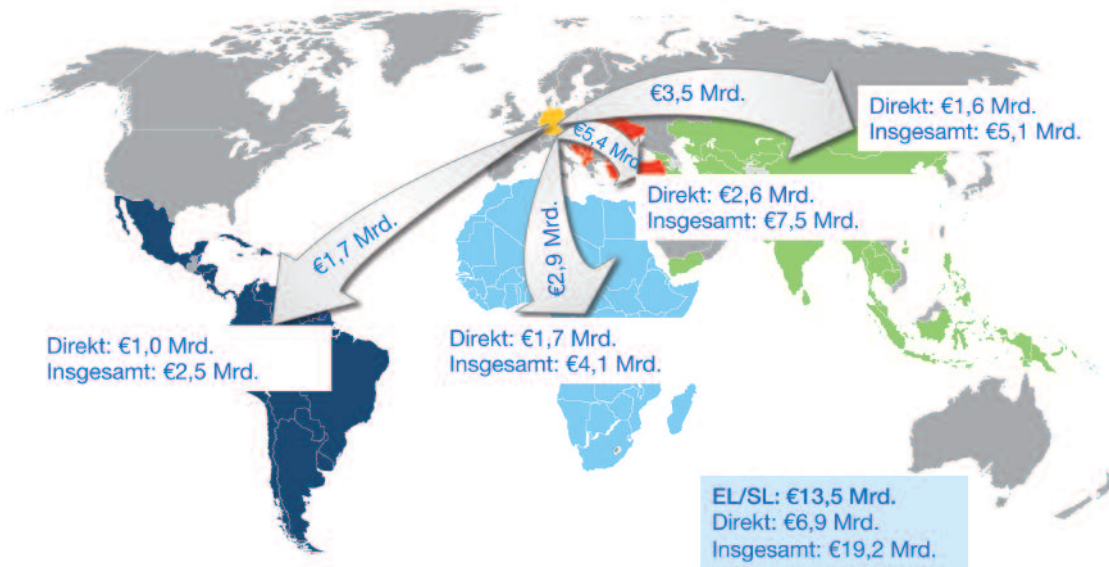 €3,5 Mrd.
Direkt: €1,6 Mrd.
Insgesamt: €5,1 Mrd.
€5,4 Mrd.
Direkt: €2,6 Mrd.
Insgesamt: €7,5 Mrd.
€1,7 Mrd.
€2,9 Mrd.
Direkt: €1,0 Mrd.
Insgesamt: €2,5 Mrd.
Direkt: €1,7 Mrd.
Insgesamt: €4,1 Mrd.
EL/SL: €13,5 Mrd.
Direkt: €6,9 Mrd.
Insgesamt: €19,2 Mrd.